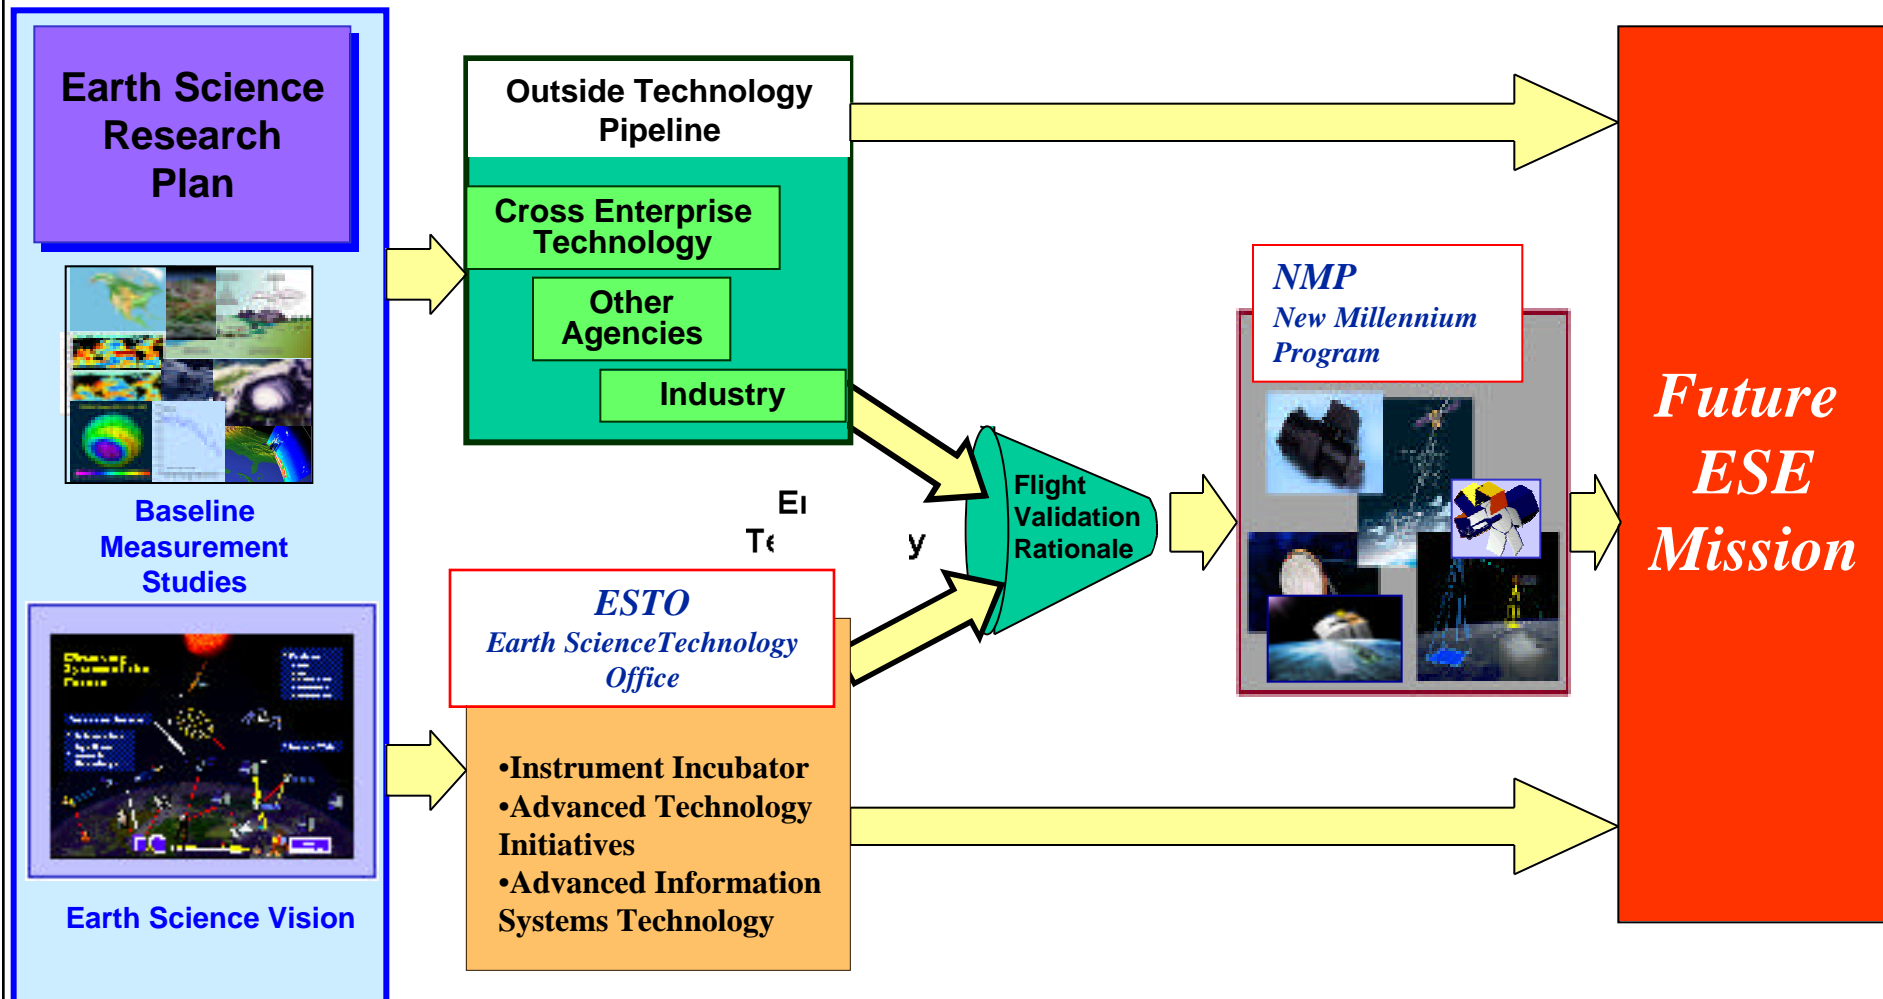 Earth Science
Research
Plan
Baseline
Measurement
Studies
Earth Science Vision
Outside Technology
Pipeline
Cross Enterprise
Technology
Other
Agencies
Industry
ESTO
Earth ScienceTechnology
Office
•Instrument Incubator
•Advanced Technology
Initiatives
•Advanced Information
Systems Technology
Flight
Validation
Rationale
NMP
New Millennium
Program
Future
ESE
Mission